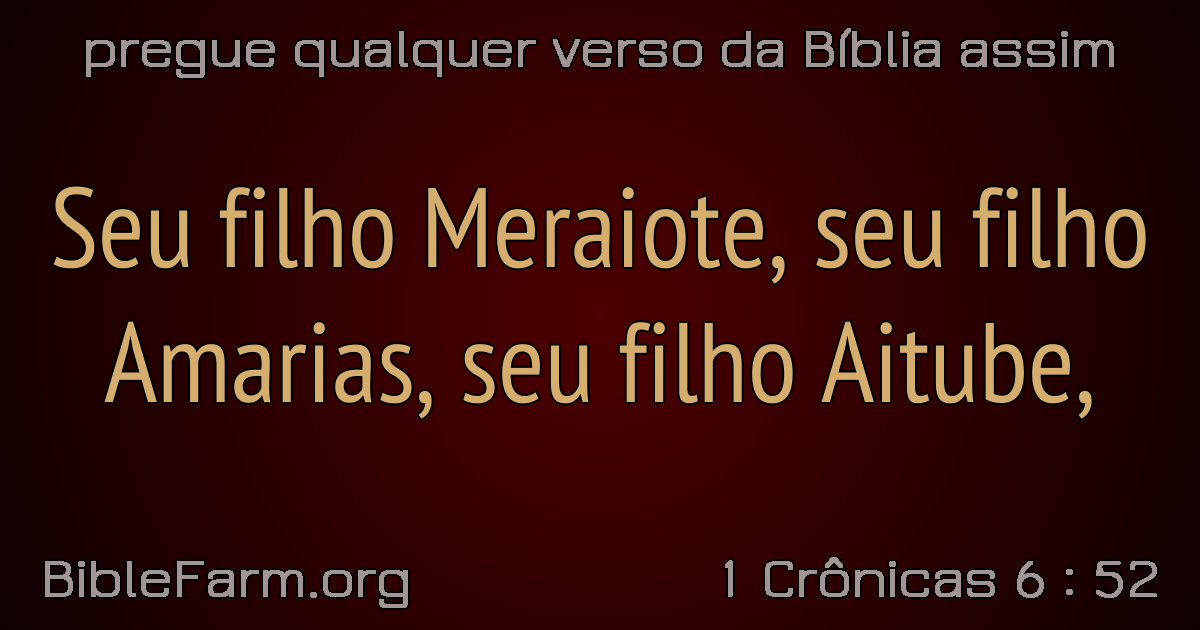 pregue qualquer verso da Bíblia assim
Seu filho Meraiote, seu filho
Amarias, seu filho Aitube,
BibleFarm.org
1 Crônicas 6 : 52